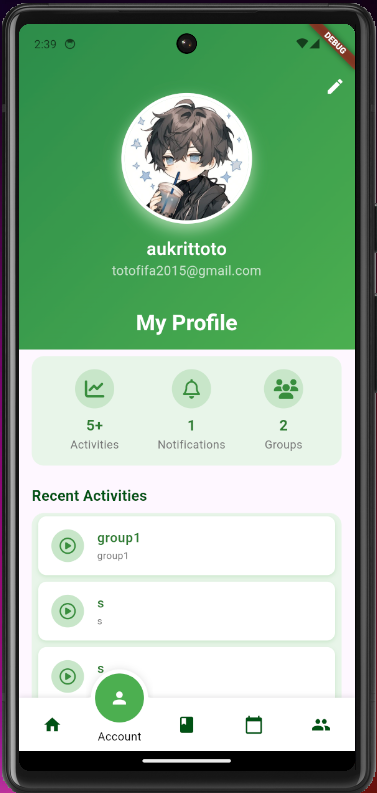 2:39
DEBUG
aukrittoto
totofifa2015@gmail.com
My Profile
5+
1
2
Activities
Notifications
Groups
Recent Activities
group1
group1
s
s
s
Account